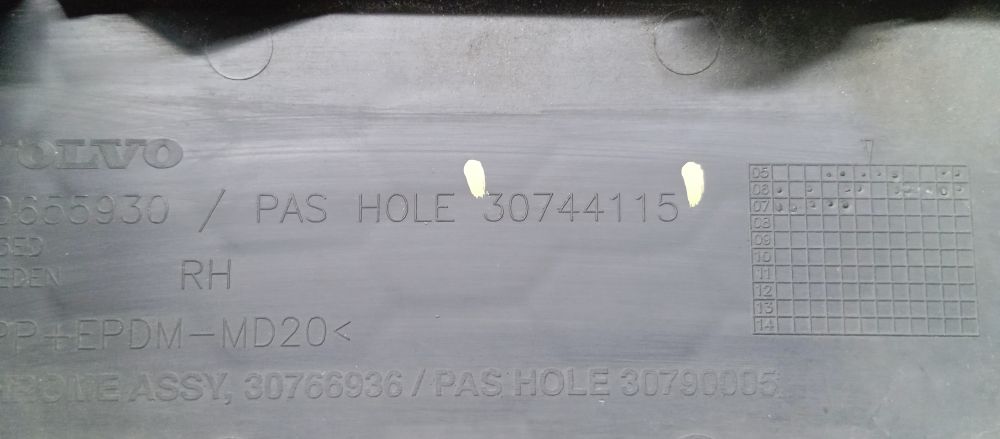 VOLVO
0655930 / PAS HOLE 30744115
RH
PP+EPDM-MD20<
ASSY, 30766936 / PAS HOLE 30790005
05
06
07
08
09
10
11
12
13
14